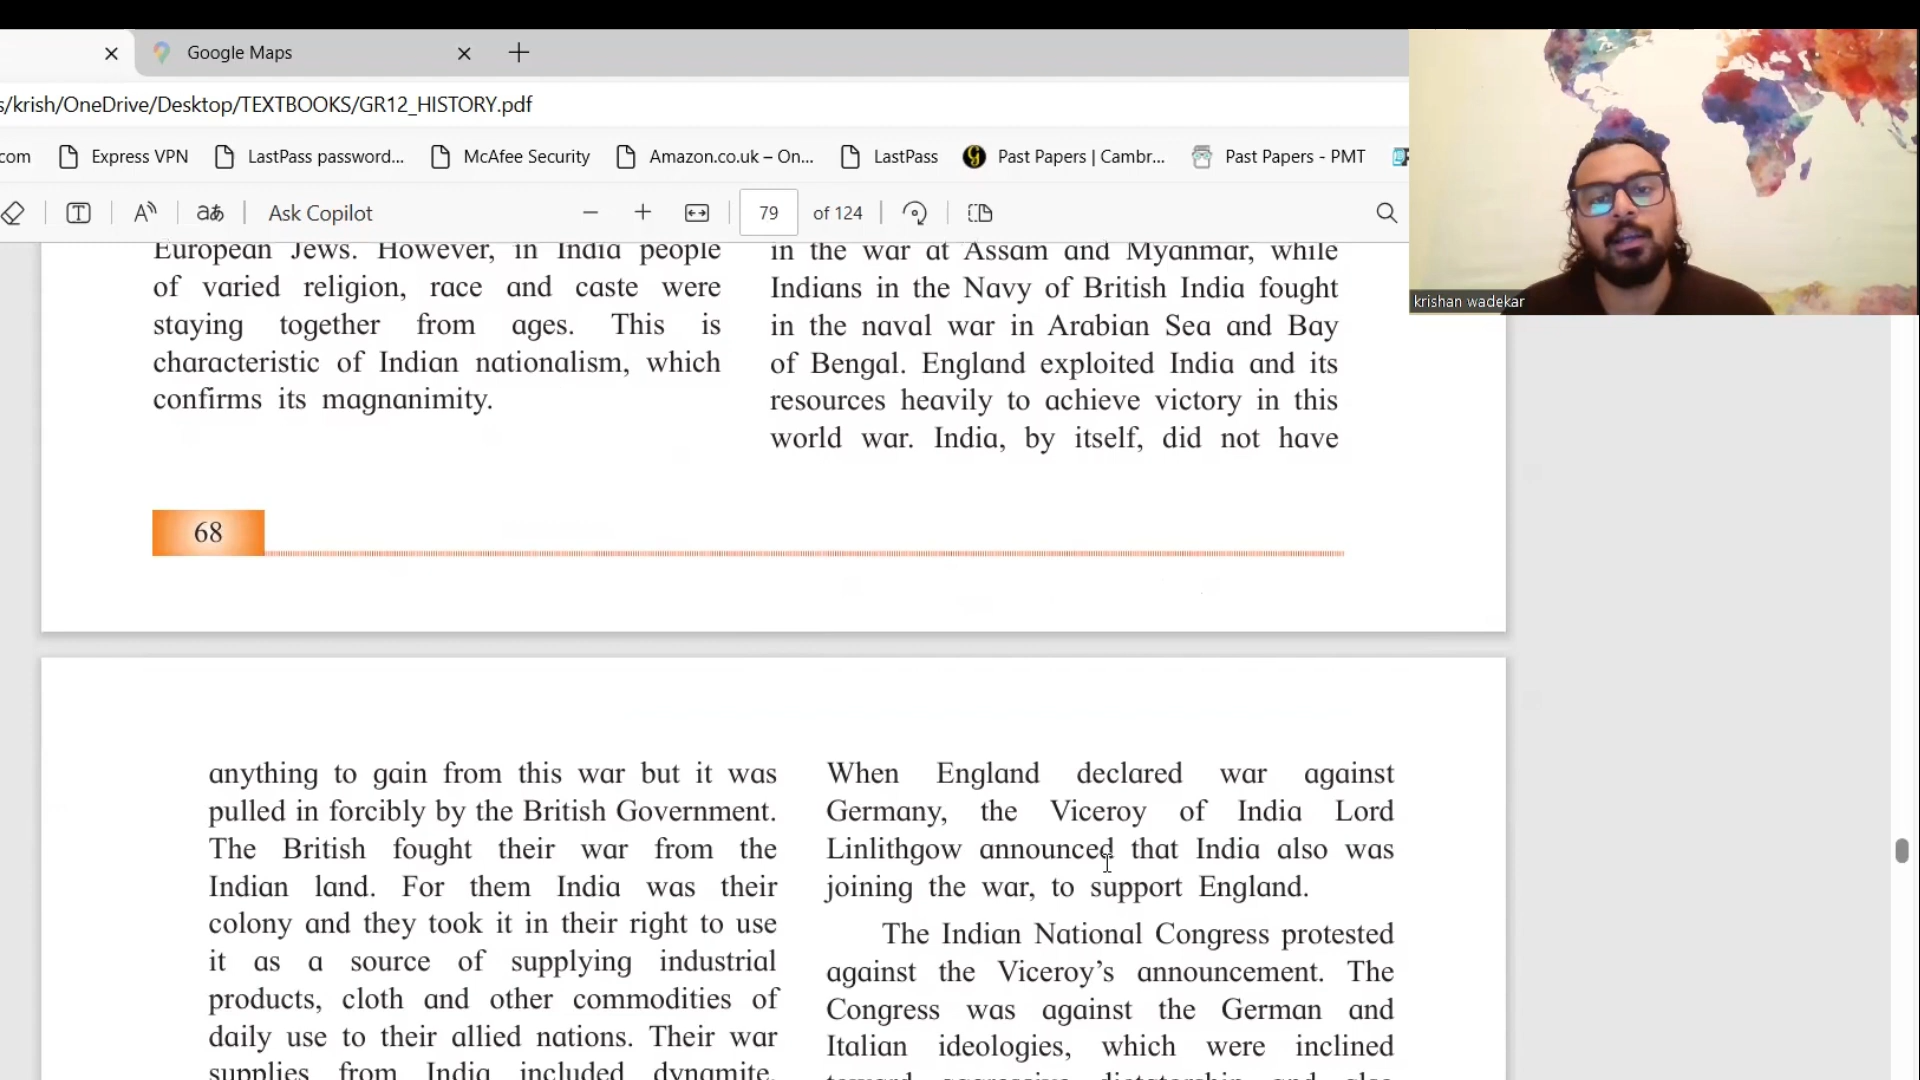 Google Maps
s/krish/OneDrive/Desktop/TEXTBOOKS/GR12_HISTORY.pdf
com
Express VPN
LastPass password...
McAfee Security
Amazon.co.uk – On...
LastPass
Past Papers | Cambr...
Past Papers - PMT
Ask Copilot
79 of 124
krishan wadekar
European Jews. However, in India people
of varied religion, race and caste were
staying together from ages. This is
characteristic of Indian nationalism, which
confirms its magnanimity.
in the war at Assam and Myanmar, while
Indians in the Navy of British India fought
in the naval war in Arabian Sea and Bay
of Bengal. England exploited India and its
resources heavily to achieve victory in this
world war. India, by itself, did not have
68
anything to gain from this war but it was
pulled in forcibly by the British Government.
The British fought their war from the
Indian land. For them India was their
colony and they took it in their right to use
it as a source of supplying industrial
products, cloth and other commodities of
daily use to their allied nations. Their war
supplies from India included dynamite,
When England declared war against
Germany, the Viceroy of India Lord
Linlithgow announced that India also was
joining the war, to support England.
The Indian National Congress protested
against the Viceroy's announcement. The
Congress was against the German and
Italian ideologies, which were inclined
toward aggressive dictatorship and also